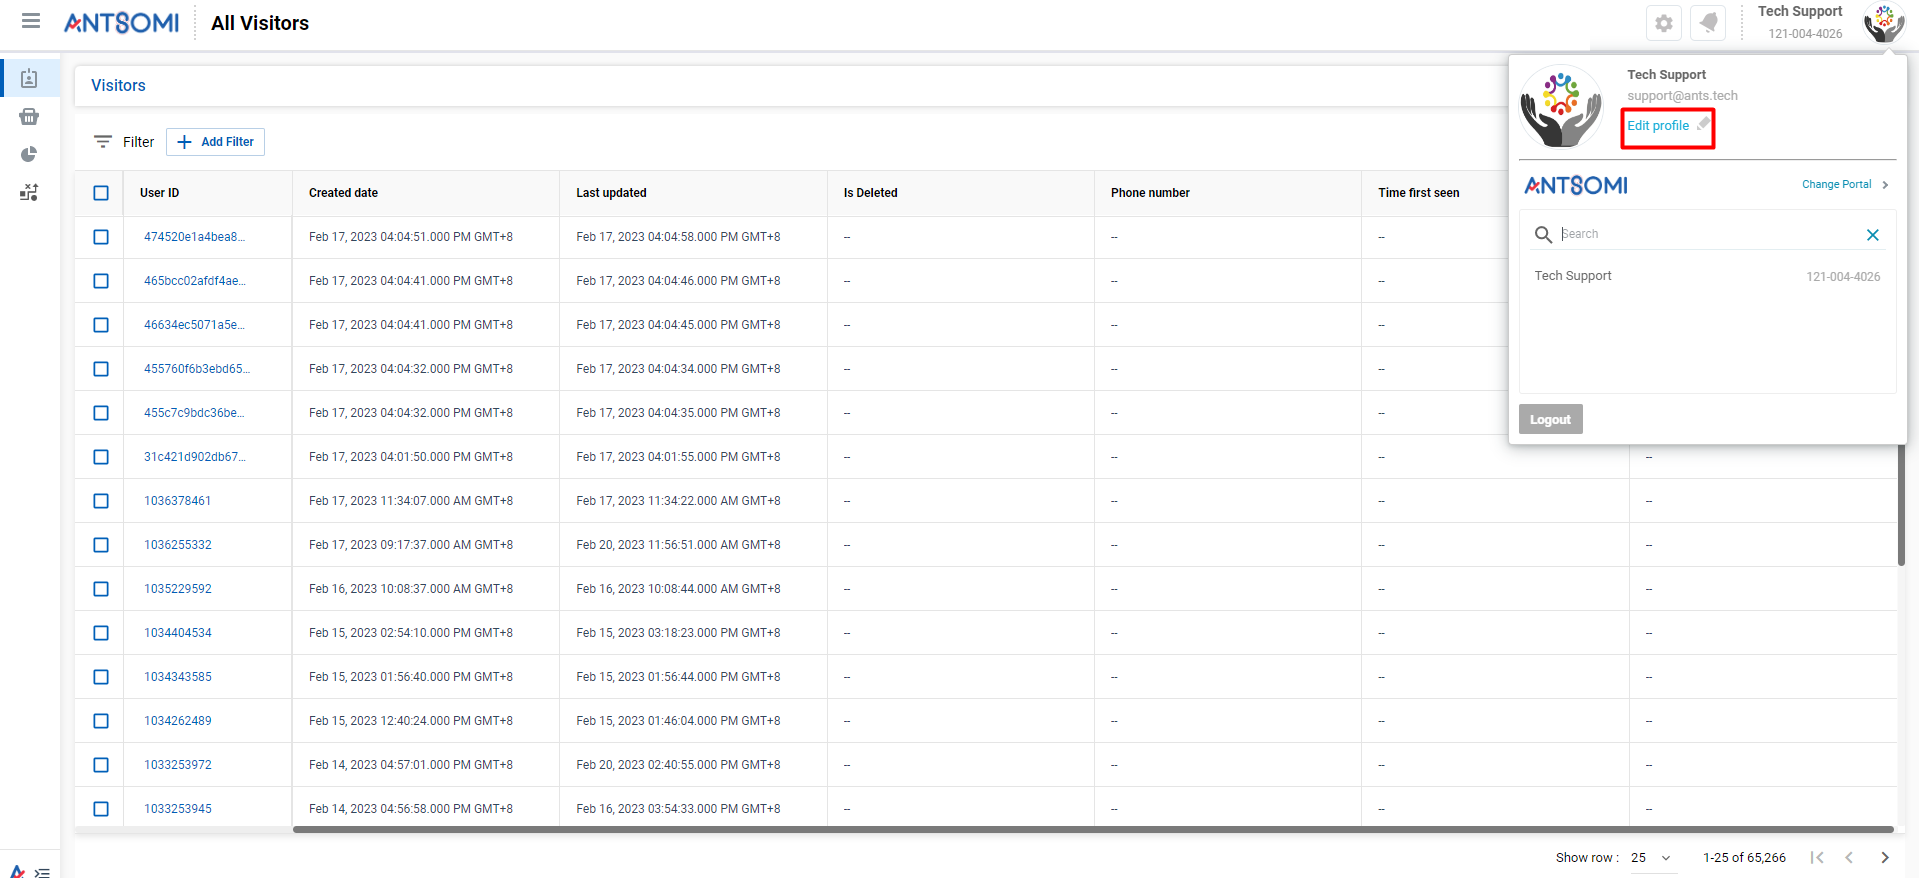 ANTSOMI All Visitors
Tech Support
121-004-4026
Visitors
Filter Add Filter
User ID Created date Last updated Is Deleted Phone number Time first seen
474520e1a4bea8... Feb 17, 2023 04:04:51.000 PM GMT+8 Feb 17, 2023 04:04:58.000 PM GMT+8 -- -- --
465bcc02afdf4ae... Feb 17, 2023 04:04:41.000 PM GMT+8 Feb 17, 2023 04:04:46.000 PM GMT+8 -- -- --
46634ec5071a5e... Feb 17, 2023 04:04:41.000 PM GMT+8 Feb 17, 2023 04:04:45.000 PM GMT+8 -- -- --
455760f6b3ebd65... Feb 17, 2023 04:04:32.000 PM GMT+8 Feb 17, 2023 04:04:34.000 PM GMT+8 -- -- --
455c7c9bdc36be... Feb 17, 2023 04:04:32.000 PM GMT+8 Feb 17, 2023 04:04:35.000 PM GMT+8 -- -- --
31c421d902db67... Feb 17, 2023 04:01:50.000 PM GMT+8 Feb 17, 2023 04:01:55.000 PM GMT+8 -- -- -- --
1036378461 Feb 17, 2023 11:34:07.000 AM GMT+8 Feb 17, 2023 11:34:22.000 AM GMT+8 -- -- -- --
1036255332 Feb 17, 2023 09:17:37.000 AM GMT+8 Feb 20, 2023 11:56:51.000 AM GMT+8 -- -- -- --
1035229592 Feb 16, 2023 10:08:37.000 AM GMT+8 Feb 16, 2023 10:08:44.000 AM GMT+8 -- -- -- --
1034404534 Feb 15, 2023 02:54:10.000 PM GMT+8 Feb 15, 2023 03:18:23.000 PM GMT+8 -- -- -- --
1034343585 Feb 15, 2023 01:56:40.000 PM GMT+8 Feb 15, 2023 01:56:44.000 PM GMT+8 -- -- -- --
1034262489 Feb 15, 2023 12:40:24.000 PM GMT+8 Feb 15, 2023 01:46:04.000 PM GMT+8 -- -- -- --
1033253972 Feb 14, 2023 04:57:01.000 PM GMT+8 Feb 20, 2023 02:40:55.000 PM GMT+8 -- -- -- --
1033253945 Feb 14, 2023 04:56:58.000 PM GMT+8 Feb 16, 2023 03:54:33.000 PM GMT+8 -- -- -- --
Tech Support
support@ants.tech
Edit profile
ANTSOMI Change Portal
Search
Tech Support 121-004-4026
Logout
Show row : 25 1-25 of 65,266